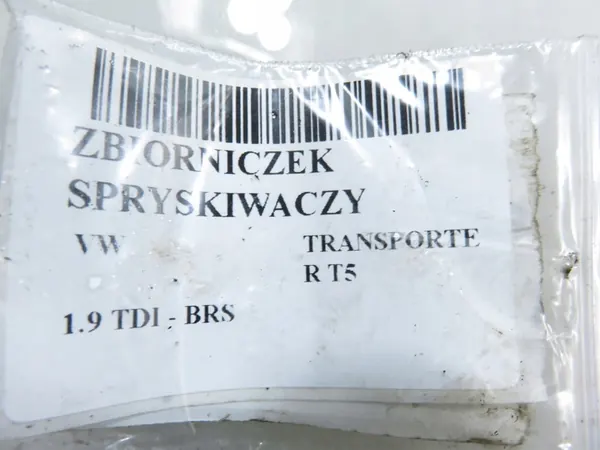 ZBIORNICZEK
SPRYSKIWACZY
VW TRANSPORTE
R T5
1.9 TDI - BRS